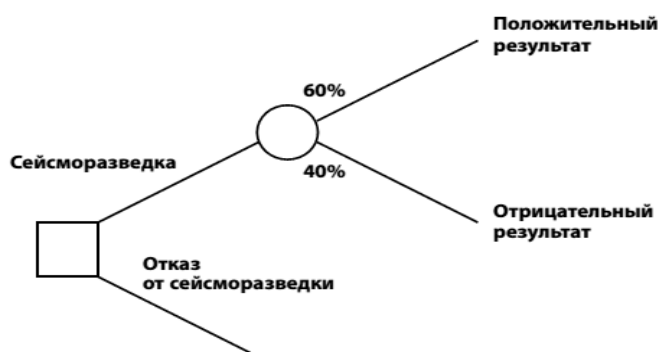 Положительный
результат
60%
Сейсморазведка
40%
Отрицательный
результат
Отказ
от сейсморазведки